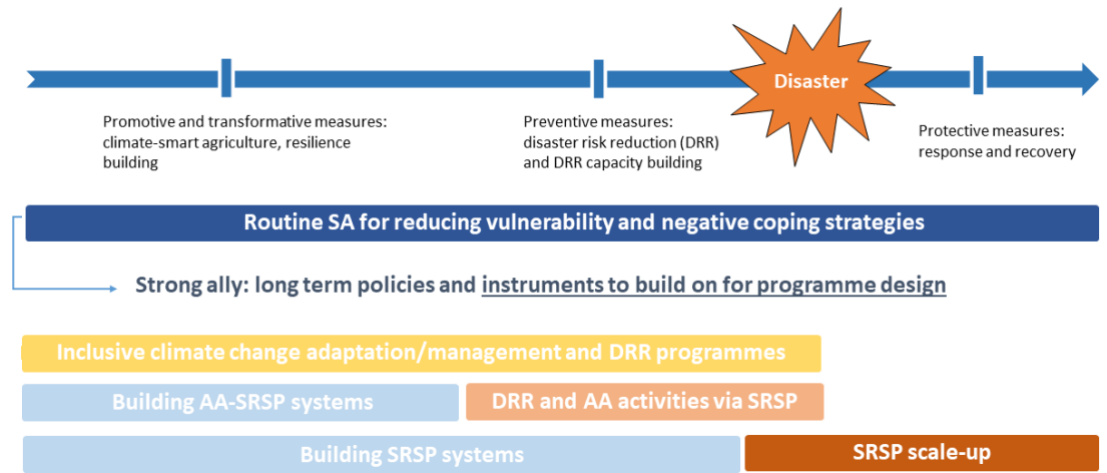 Disaster
Promotive and transformative measures:
climate-smart agriculture, resilience
building
Preventive measures:
disaster risk reduction (DRR)
and DRR capacity building
Protective measures:
response and recovery
Routine SA for reducing vulnerability and negative coping strategies
Strong ally: long term policies and instruments to build on for programme design
Inclusive climate change adaptation/management and DRR programmes
Building AA-SRSP systems
DRR and AA activities via SRSP
Building SRSP systems
SRSP scale-up